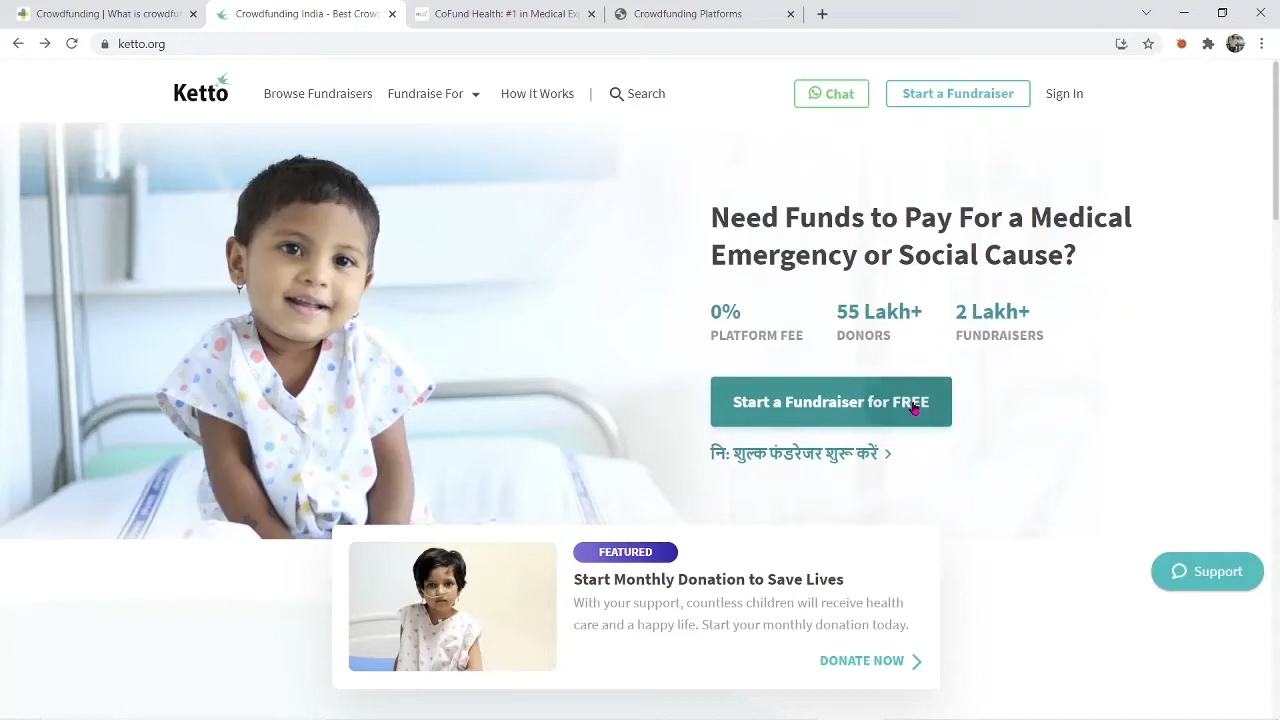 Crowdfunding | What is crowdfu
Crowdfunding India - Best Crow
Cofund Health: #1 in Medical Ex
Crowdfunding Platforms
ketto.org
Ketto
Browse Fundraisers
Fundraise For
How It Works
|
Search
Chat
Start a Fundraiser
Sign In
Need Funds to Pay For a Medical
Emergency or Social Cause?
0%
PLATFORM FEE
55 Lakh+
DONORS
2 Lakh+
FUNDRAISERS
Start a Fundraiser for FREE
नि: शुल्क फंडरेजर शुरू करें
FEATURED
Start Monthly Donation to Save Lives
With your support, countless children will receive health
care and a happy life. Start your monthly donation today.
DONATE NOW
Support